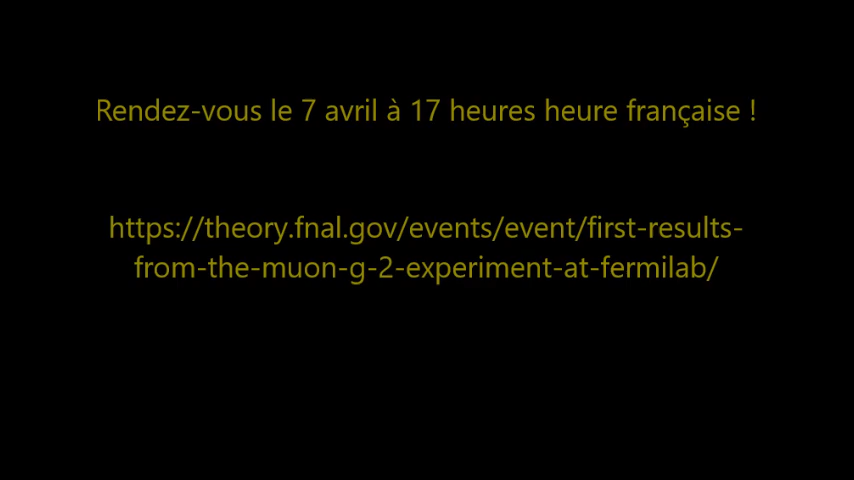 Rendez-vous le 7 avril à 17 heures heure française !
https://theory.fnal.gov/events/event/first-results-
from-the-muon-g-2-experiment-at-fermilab/